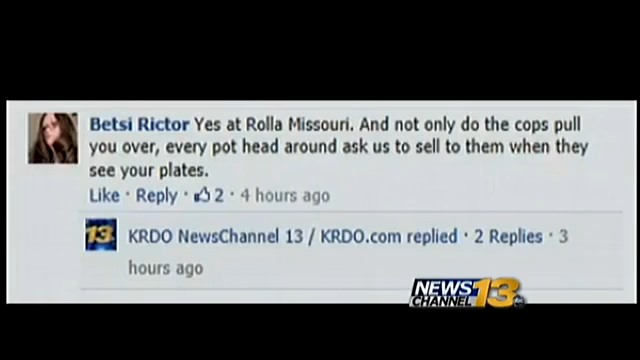 Betsi Rictor Yes at Rolla Missouri. And not only do the cops pull
you over, every pot head around ask us to sell to them when they
see your plates.
Like · Reply · 2 · 4 hours ago
13
KRDO NewsChannel 13 / KRDO.com replied · 2 Replies · 3
hours ago
NEWS
CHANNEL 13